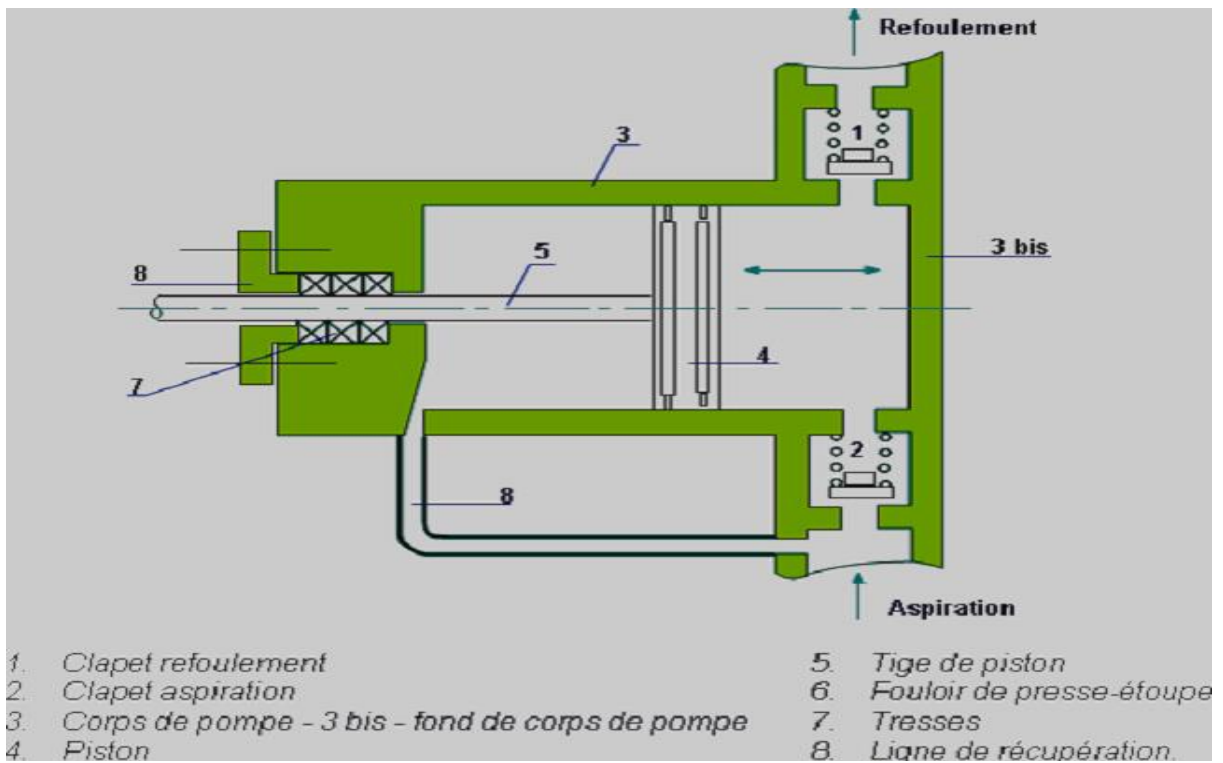 Refoulement
1
3
3 bis
5
8
4
7
2
8
Aspiration
1. Clapet refoulement
2. Clapet aspiration
3. Corps de pompe - 3 bis - fond de corps de pompe
4. Piston
5. Tige de piston
6. Fouloir de presse-étoupe
7. Tresses
8. Ligne de récupération.